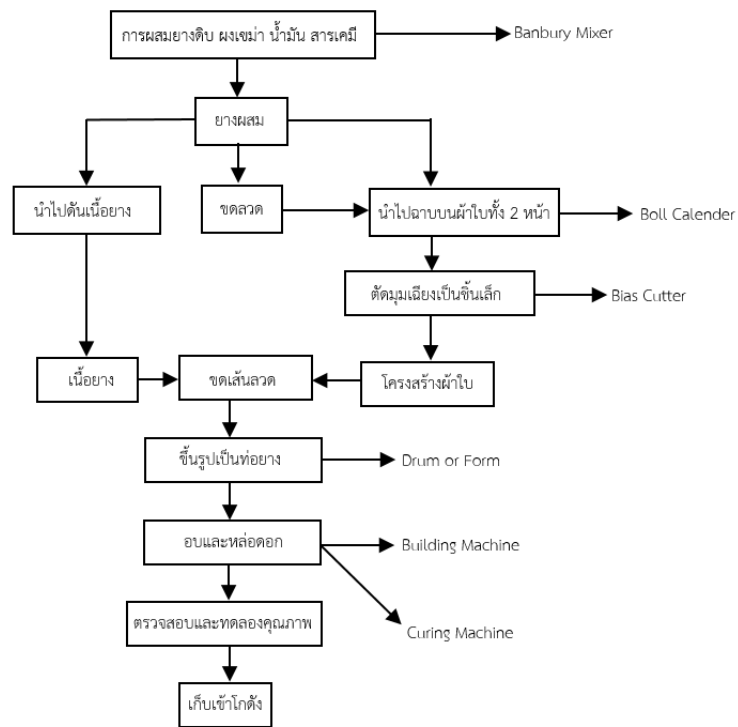 การผสมยางดิบ ผงเขม่า น้ำมัน สารเคมี
Banbury Mixer
ยางผสม
นำไปดันเนื้อยาง
ขดลวด
นำไปฉาบบนผ้าใบทั้ง 2 หน้า
Boll Calender
ตัดมุมเฉียงเป็นชิ้นเล็ก
Bias Cutter
เนื้อยาง
ขดเส้นลวด
โครงสร้างผ้าใบ
ขึ้นรูปเป็นท่อยาง
Drum or Form
อบและหล่อดอก
Building Machine
ตรวจสอบและทดลองคุณภาพ
Curing Machine
เก็บเข้าโกดัง